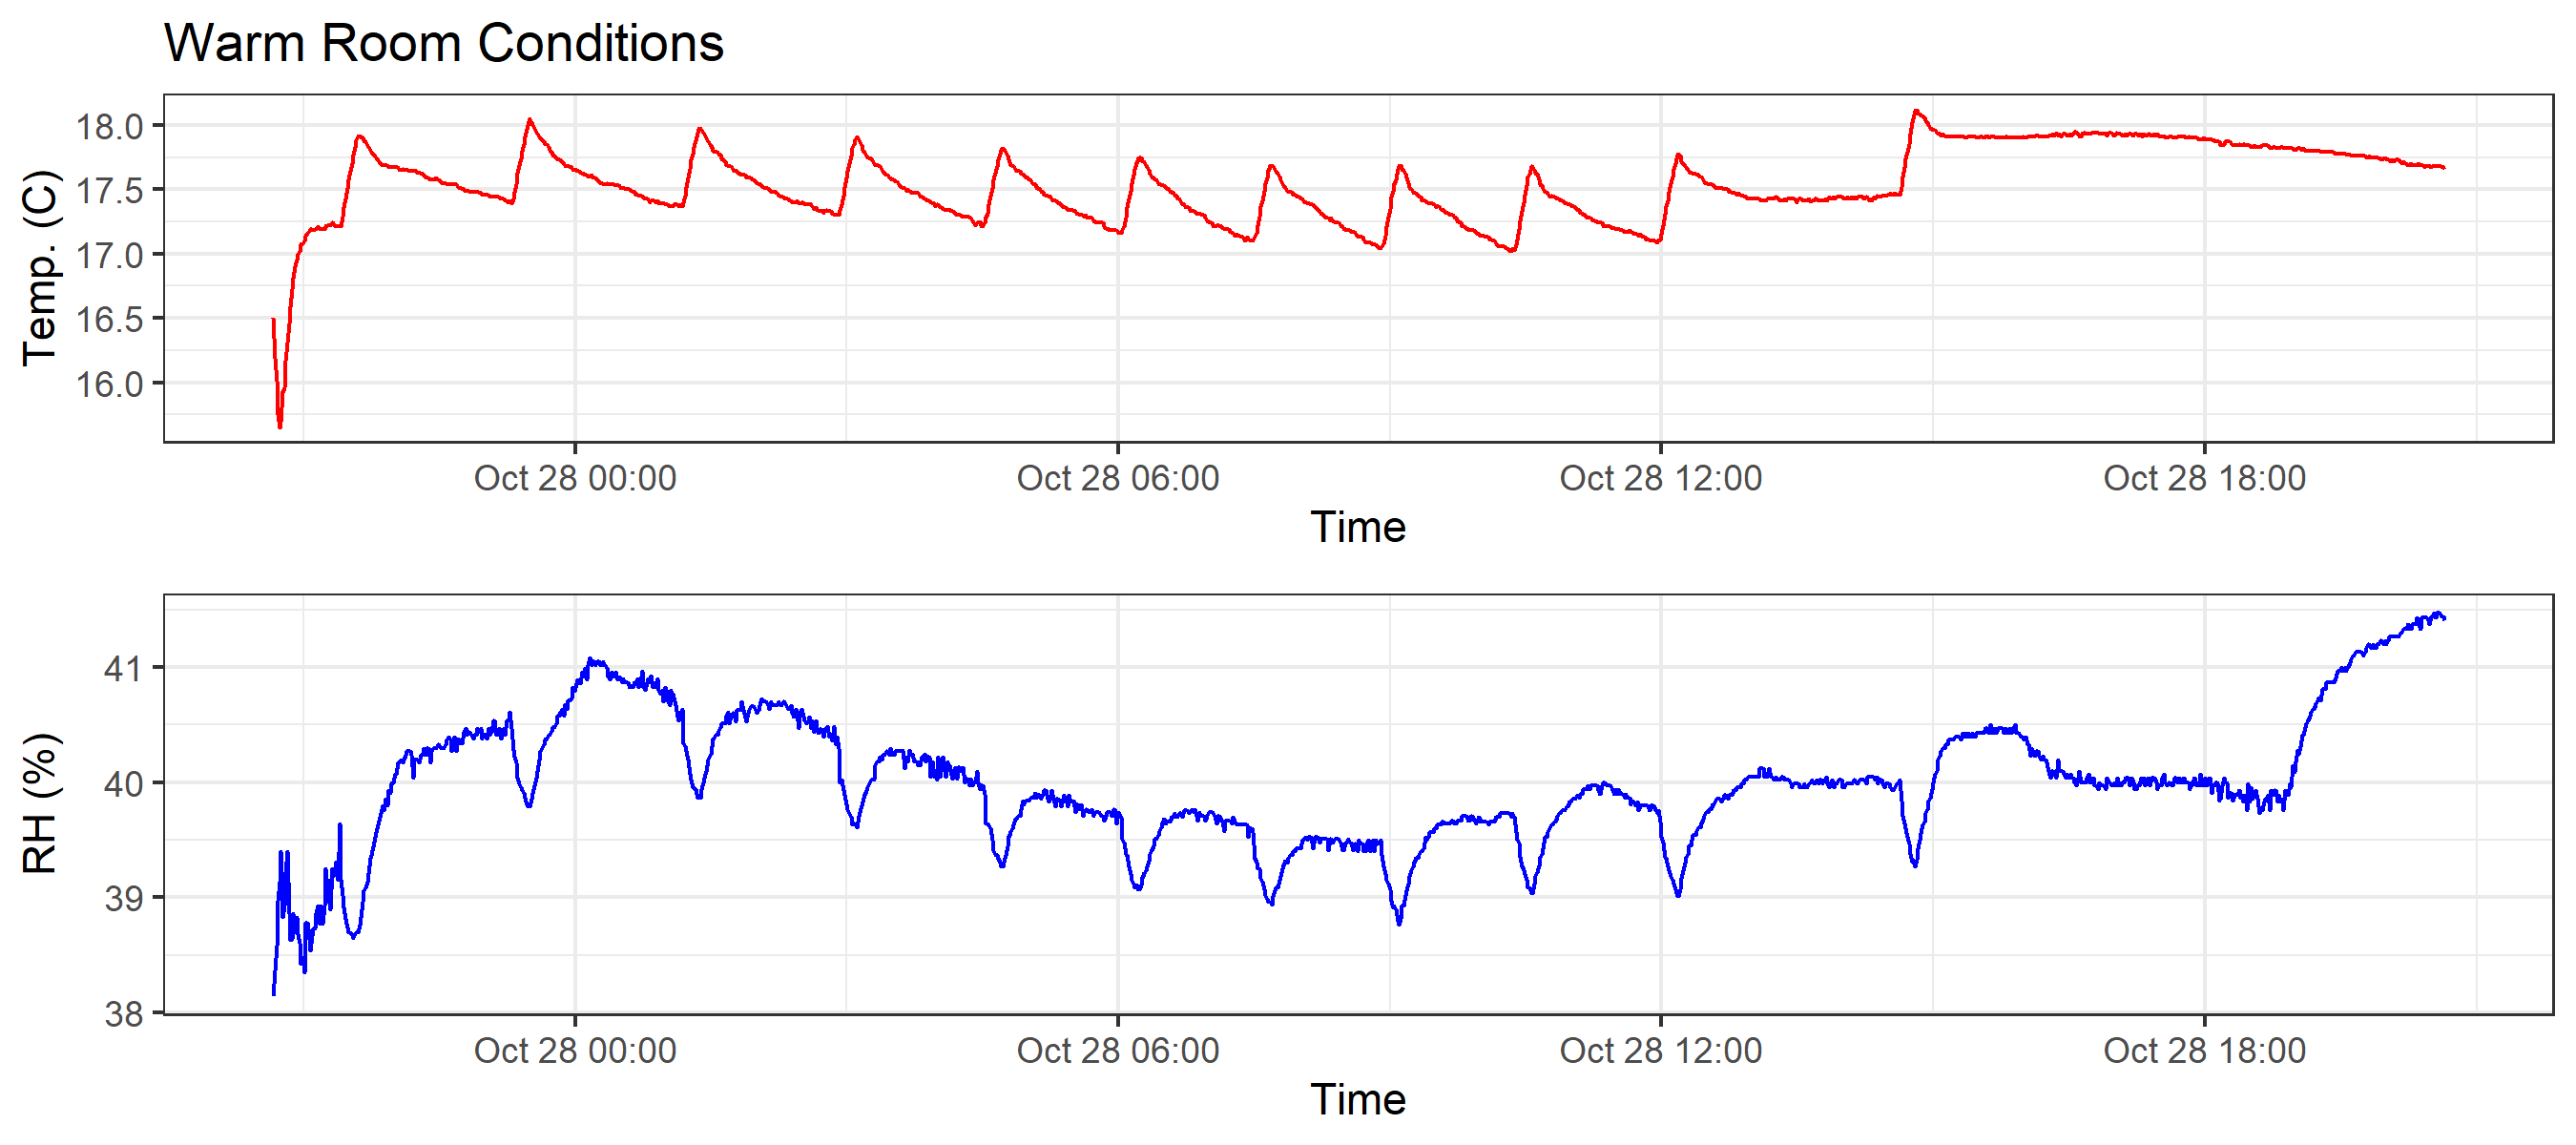 Warm Room Conditions
Temp. (C)
18.0
17.5
17.0
16.5
16.0
Oct 28 00:00 Oct 28 06:00 Oct 28 12:00 Oct 28 18:00
Time
RH (%)
41
40
39
38
Oct 28 00:00 Oct 28 06:00 Oct 28 12:00 Oct 28 18:00
Time